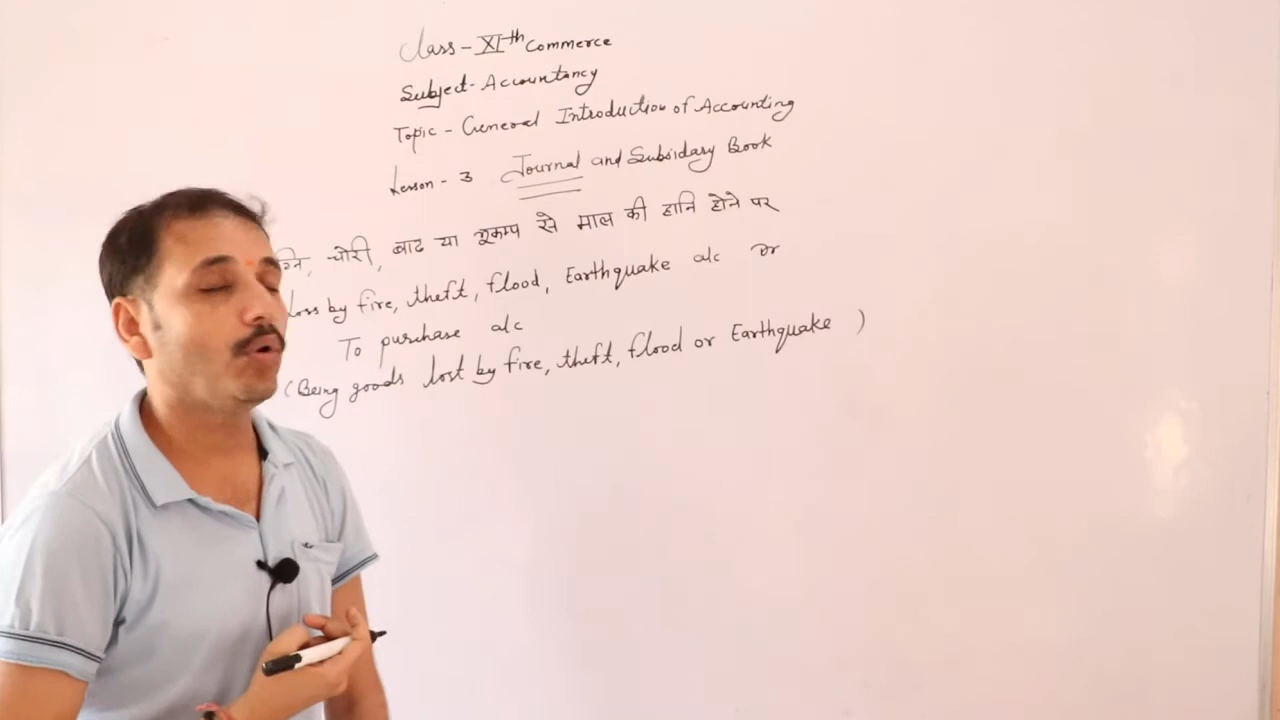 Class - XIth Commerce
Subject - Accountancy
Topic - General Introduction of Accounting
Lesson - 3 Journal and Subsidary Book
चोरी, बाढ या भूकम्प से माल की हानि होने पर
Loss by fire, theft, flood, Earthquake a/c Dr
To purchase a/c
(Being goods lost by fire, theft, flood or Earthquake)